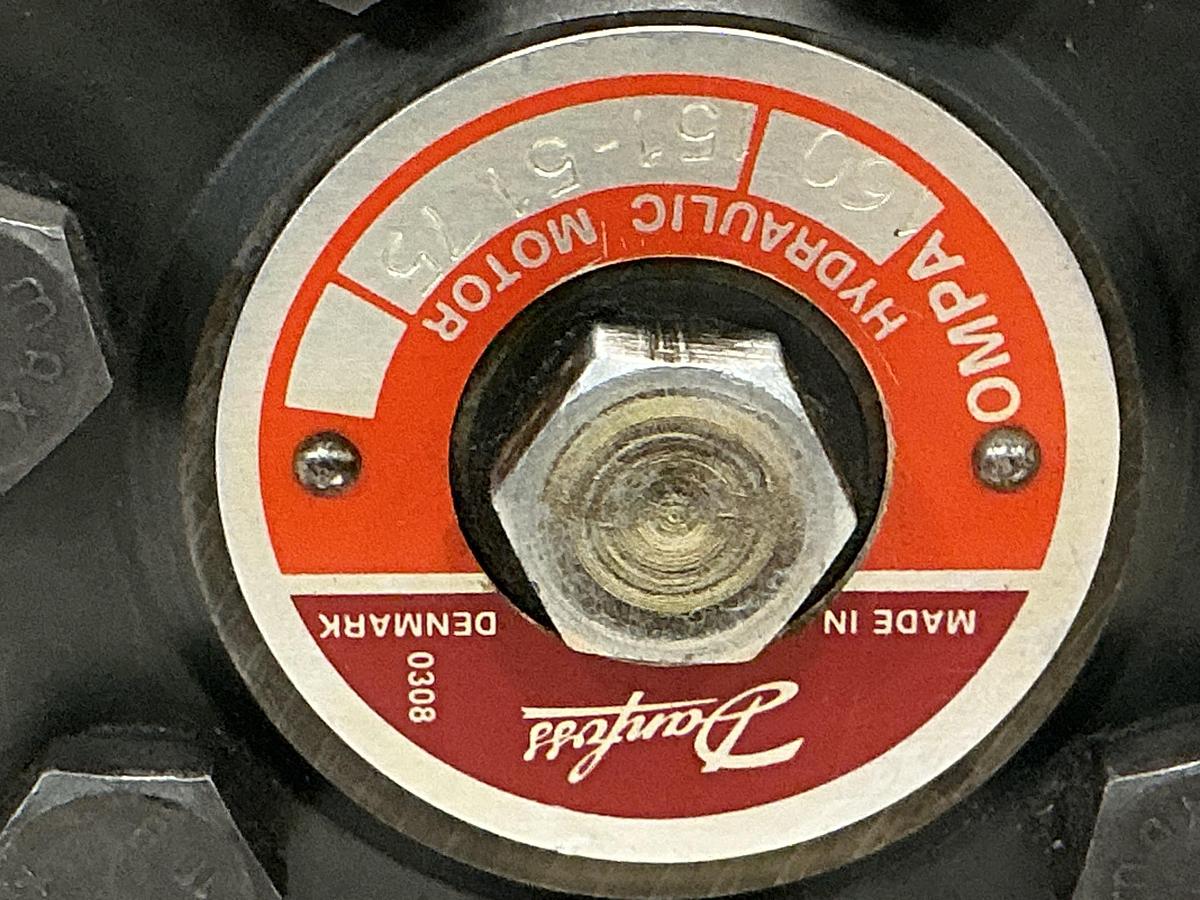 Danfoss
0308
MADE IN DENMARK
OMPA 160 151-5175
HYDRAULIC MOTOR